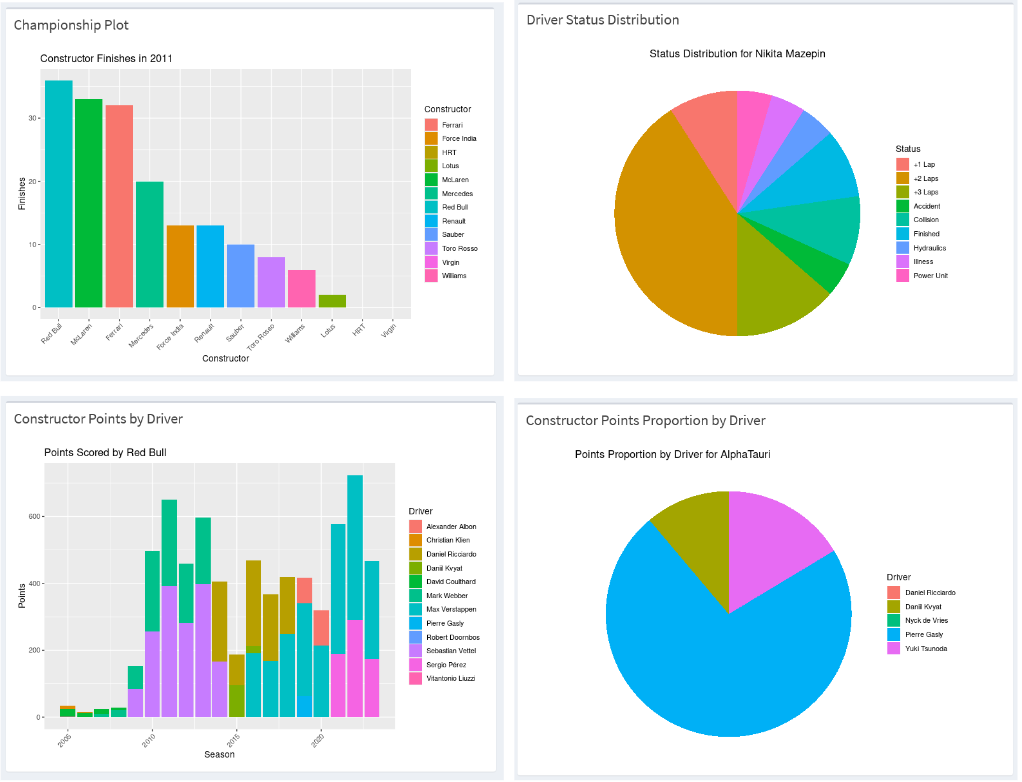 Championship Plot
Constructor Finishes in 2011
Finishes
30
20
10
0
Red Bull
McLaren
Ferrari
Mercedes
Force India
Renault
Sauber
Toro Rosso
Williams
Lotus
HRT
Virgin
Constructor
Constructor
Ferrari
Force India
HRT
Lotus
McLaren
Mercedes
Red Bull
Renault
Sauber
Toro Rosso
Virgin
Williams
Driver Status Distribution
Status Distribution for Nikita Mazepin
Status
+1 Lap
+2 Laps
+3 Laps
Accident
Collision
Finished
Hydraulics
Illness
Power Unit
Constructor Points by Driver
Points Scored by Red Bull
Points
600
400
200
0
2005
2010
2015
2020
Season
Driver
Alexander Albon
Christian Klien
Daniel Ricciardo
Daniil Kvyat
David Coulthard
Mark Webber
Max Verstappen
Pierre Gasly
Robert Doornbos
Sebastian Vettel
Sergio Pérez
Vitantonio Liuzzi
Constructor Points Proportion by Driver
Points Proportion by Driver for AlphaTauri
Driver
Daniel Ricciardo
Daniil Kvyat
Nyck de Vries
Pierre Gasly
Yuki Tsunoda